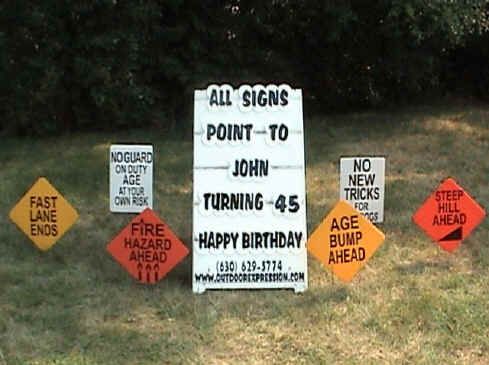 ALL SIGNS
POINT TO
JOHN
TURNING 45
HAPPY BIRTHDAY
(630) 629-5774
WWW.OUTDOOREXPRESSION.COM
FAST
LANE
ENDS
NO GUARD
ON DUTY
AGE
AT YOUR
OWN RISK
FIRE
HAZARD
AHEAD
NO
NEW
TRICKS
FOR
AGE
BUMP
AHEAD
STEEP
HILL
AHEAD